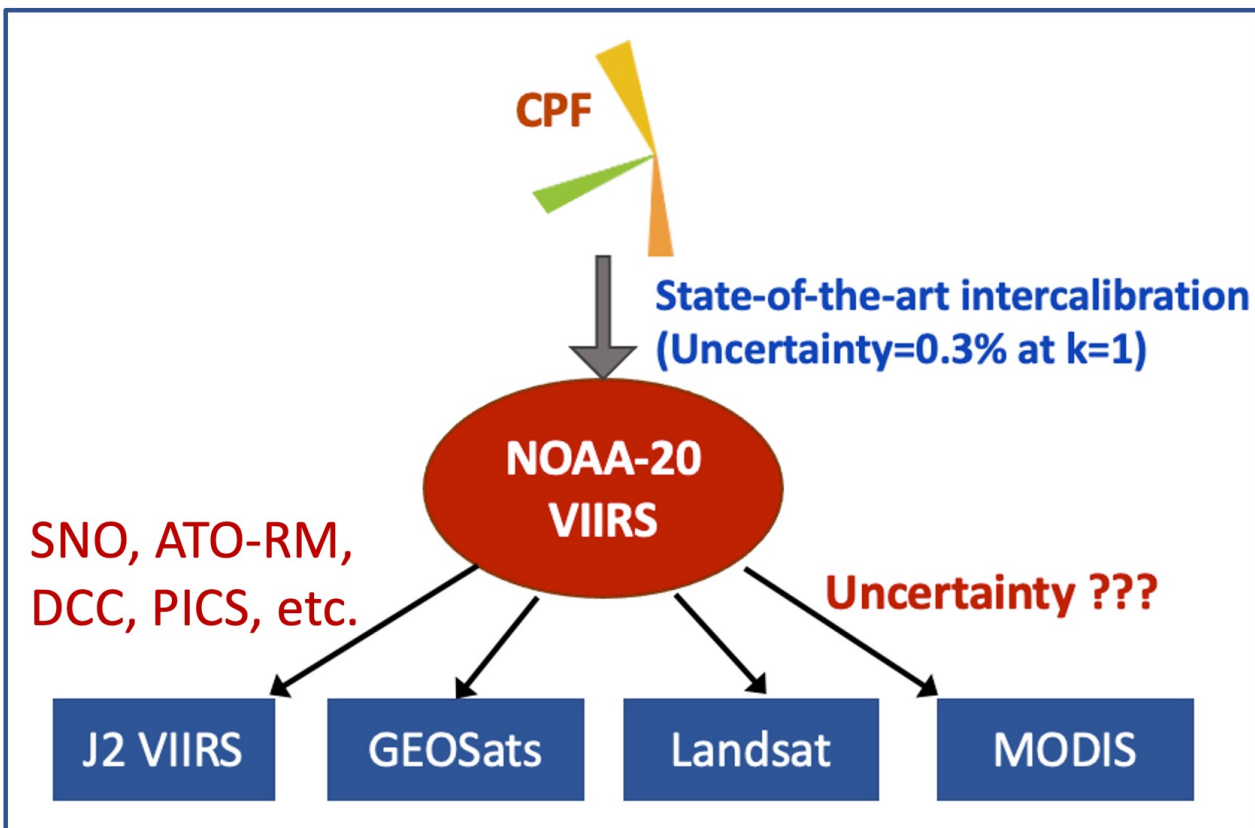 CPF
State-of-the-art intercalibration
(Uncertainty=0.3% at k=1)
NOAA-20
VIIRS
SNO, ATO-RM,
DCC, PICS, etc.
Uncertainty ???
J2 VIIRS
GEOSats
Landsat
MODIS